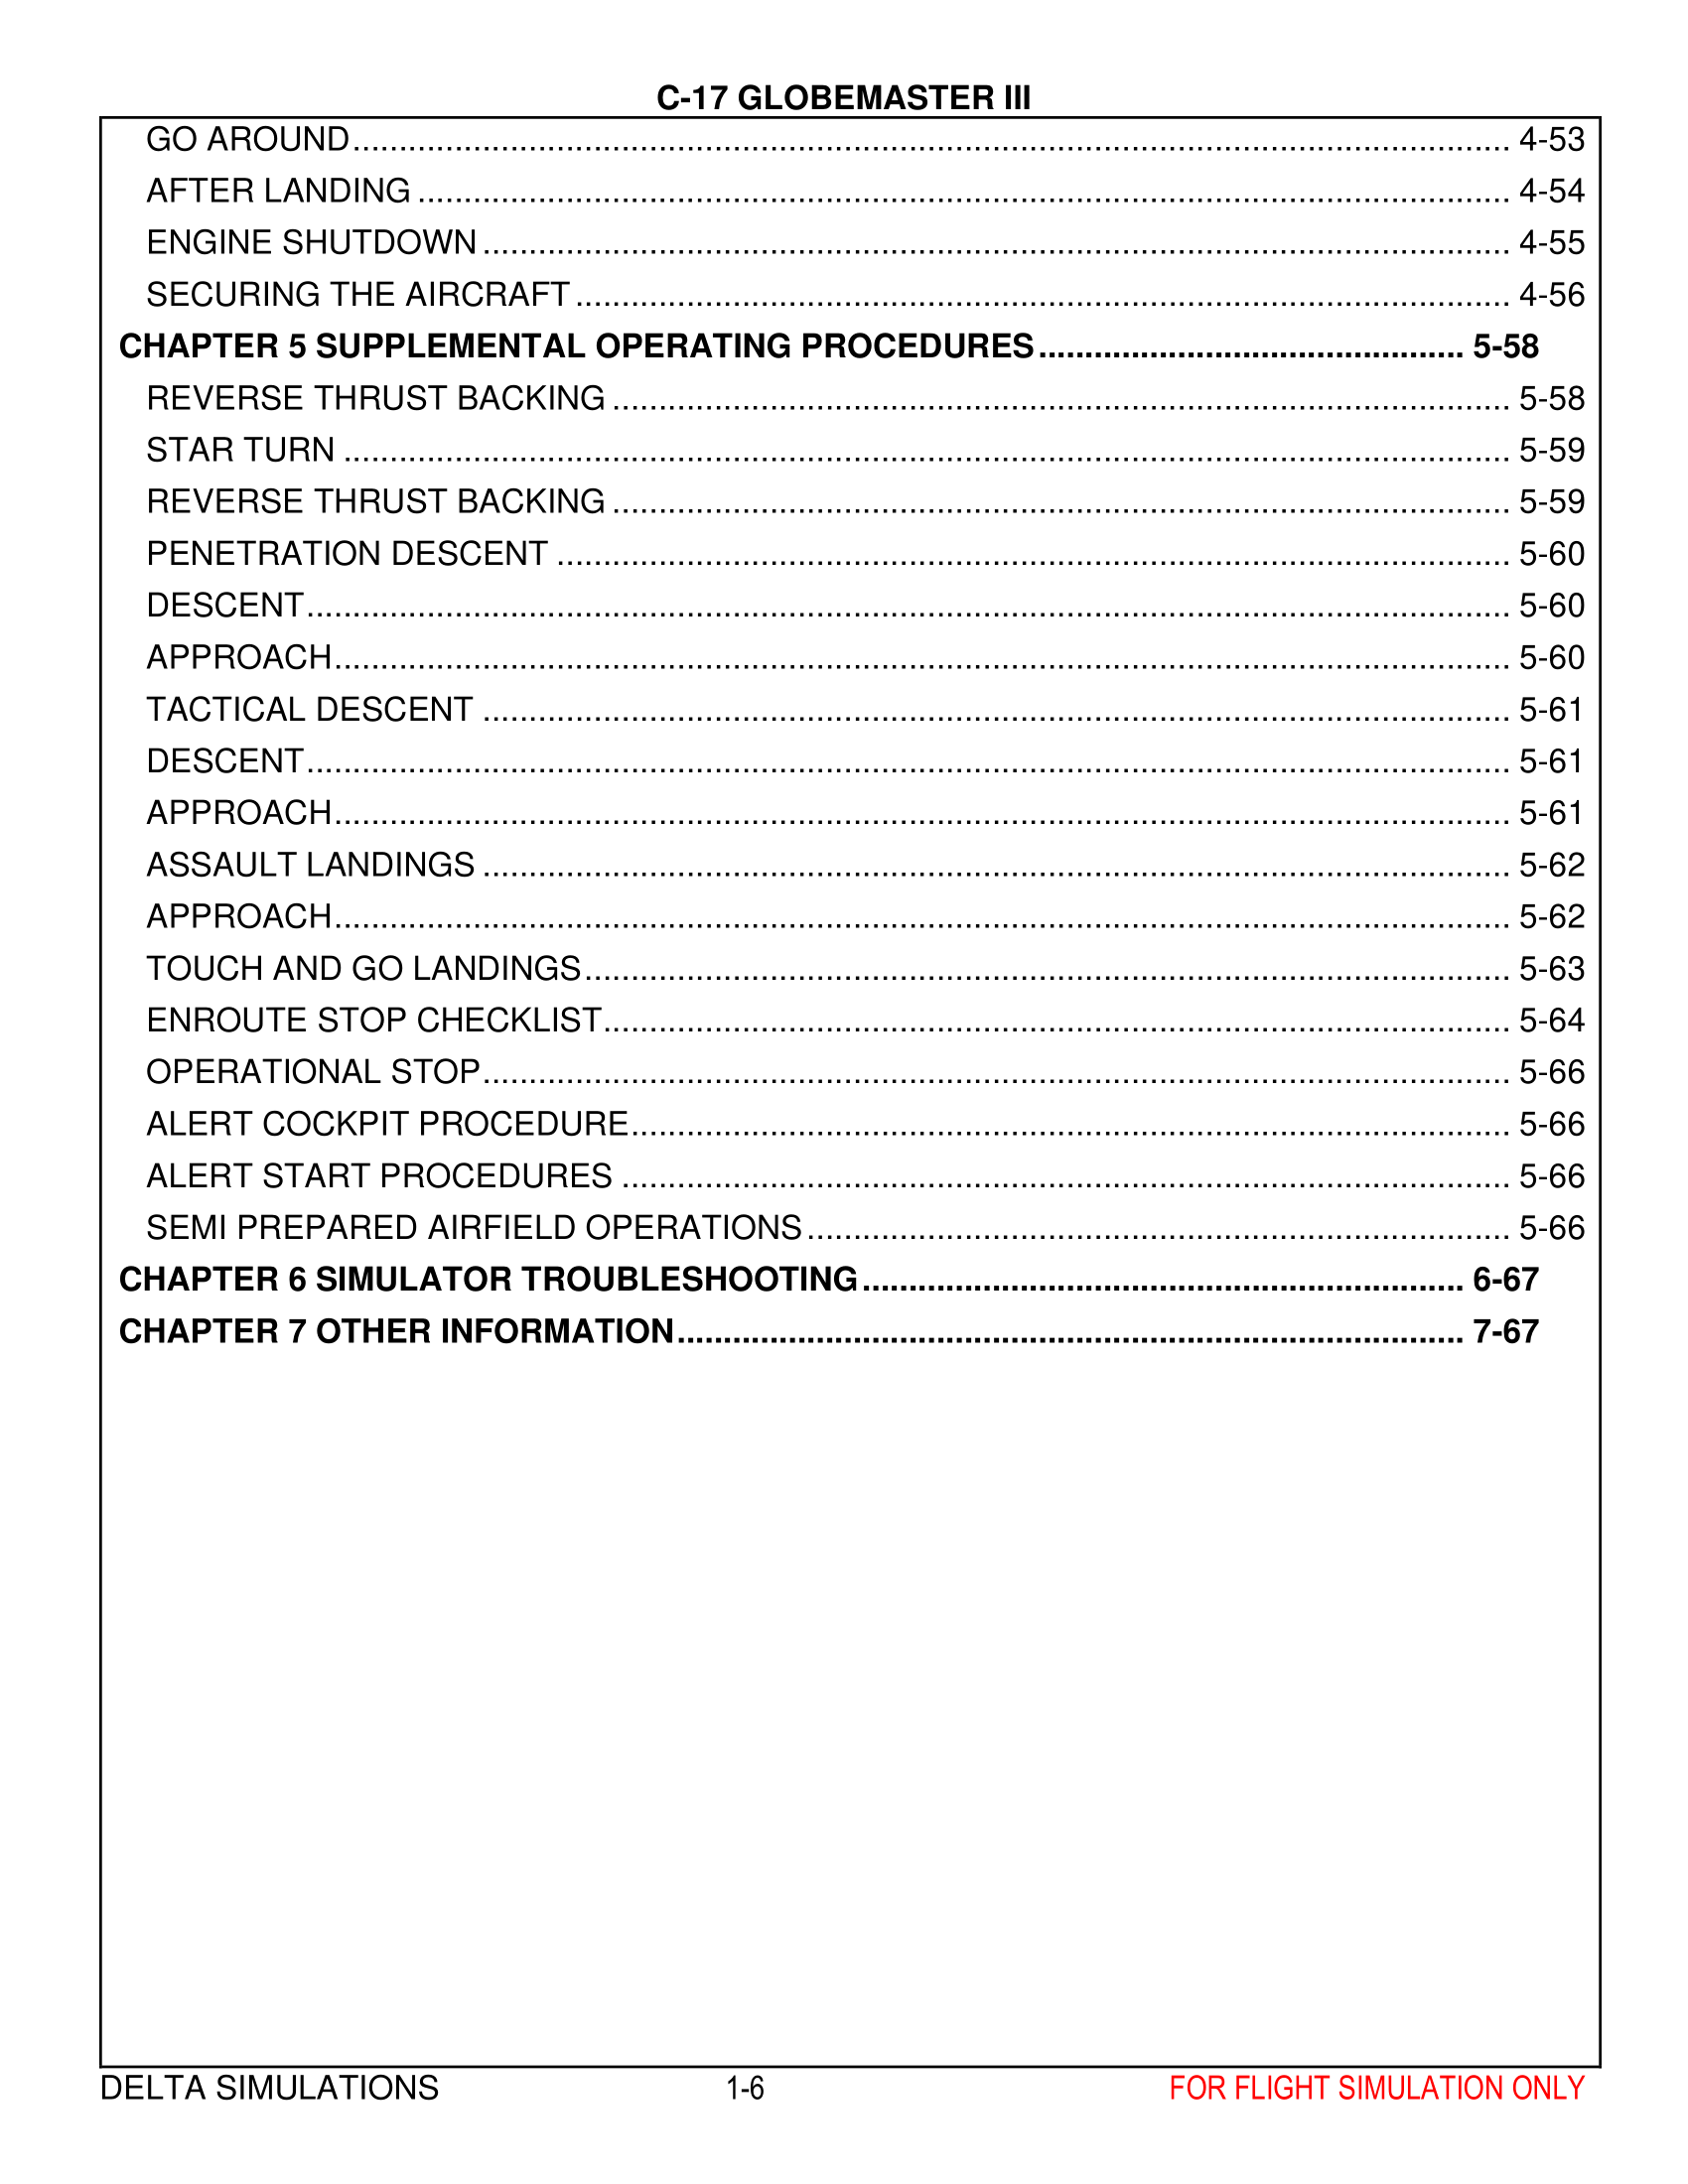 C-17 GLOBEMASTER III
GO AROUND........ 4-53
AFTER LANDING ........ 4-54
ENGINE SHUTDOWN ........ 4-55
SECURING THE AIRCRAFT ........ 4-56
CHAPTER 5 SUPPLEMENTAL OPERATING PROCEDURES........ 5-58
REVERSE THRUST BACKING ........ 5-58
STAR TURN ........ 5-59
REVERSE THRUST BACKING ........ 5-59
PENETRATION DESCENT ........ 5-60
DESCENT........ 5-60
APPROACH........ 5-60
TACTICAL DESCENT ........ 5-61
DESCENT........ 5-61
APPROACH........ 5-61
ASSAULT LANDINGS ........ 5-62
APPROACH........ 5-62
TOUCH AND GO LANDINGS........ 5-63
ENROUTE STOP CHECKLIST........ 5-64
OPERATIONAL STOP........ 5-66
ALERT COCKPIT PROCEDURE........ 5-66
ALERT START PROCEDURES ........ 5-66
SEMI PREPARED AIRFIELD OPERATIONS........ 5-66
CHAPTER 6 SIMULATOR TROUBLESHOOTING........ 6-67
CHAPTER 7 OTHER INFORMATION........ 7-67
DELTA SIMULATIONS 1-6 FOR FLIGHT SIMULATION ONLY